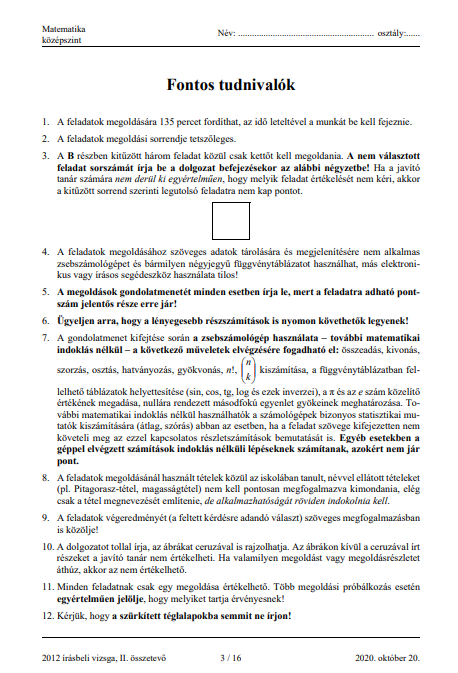 Matematika
középszint
Név: ........................................................... osztály:......
Fontos tudnivalók
1. A feladatok megoldására 135 percet fordíthat, az idő leteltével a munkát be kell fejeznie.
2. A feladatok megoldási sorrendje tetszőleges.
3. A B részben kitűzött három feladat közül csak kettőt kell megoldania. A nem választott
feladat sorszámát írja be a dolgozat befejezésekor az alábbi négyzetbe! Ha a javító
tanár számára nem derül ki egyértelműen, hogy melyik feladat értékelését nem kéri, akkor
a kitűzött sorrend szerinti legutolsó feladatra nem kap pontot.
4. A feladatok megoldásához szöveges adatok tárolására és megjelenítésére nem alkalmas
zsebszámológépet és bármilyen négyjegyű függvénytáblázatot használhat, más elektroni-
kus vagy írásos segédeszköz használata tilos!
5. A megoldások gondolatmenetét minden esetben írja le, mert a feladatra adható pont-
szám jelentős része erre jár!
6. Ügyeljen arra, hogy a lényegesebb részszámítások is nyomon követhetők legyenek!
7. A gondolatmenet kifejtése során a zsebszámológép használata – további matematikai
indoklás nélkül – a következő műveletek elvégzésére fogadható el: összeadás, kivonás,
szorzás, osztás, hatványozás, gyökvonás, n!, (n k) kiszámítása, a függvénytáblázatban fel-
lelhető táblázatok helyettesítése (sin, cos, tg, log és ezek inverzei), a π és az e szám közelítő
értékének megadása, nullára rendezett másodfokú egyenlet gyökeinek meghatározása. To-
vábbi matematikai indoklás nélkül használhatók a számológépek bizonyos statisztikai mu-
tatók kiszámítására (átlag, szórás) abban az esetben, ha a feladat szövege kifejezetten nem
követeli meg az ezzel kapcsolatos részletszámítások bemutatását is. Egyéb esetekben a
géppel elvégzett számítások indoklás nélküli lépéseknek számítanak, azokért nem jár
pont.
8. A feladatok megoldásánál használt tételek közül az iskolában tanult, névvel ellátott tételeket
(pl. Pitagorasz-tétel, magasságtétel) nem kell pontosan megfogalmazva kimondania, elég
csak a tétel megnevezését említenie, de alkalmazhatóságát röviden indokolnia kell.
9. A feladatok végeredményét (a feltett kérdésre adandó választ) szöveges megfogalmazásban
is közölje!
10. A dolgozatot tollal írja, az ábrákat ceruzával is rajzolhatja. Az ábrákon kívül a ceruzával írt
részeket a javító tanár nem értékelheti. Ha valamilyen megoldást vagy megoldásrészletet
áthúz, akkor az nem értékelhető.
11. Minden feladatnak csak egy megoldása értékelhető. Több megoldási próbálkozás esetén
egyértelműen jelölje, hogy melyiket tartja érvényesnek!
12. Kérjük, hogy a szürkített téglalapokba semmit ne írjon!
2012 írásbeli vizsga, II. összetevő 3 / 16 2020. október 20.